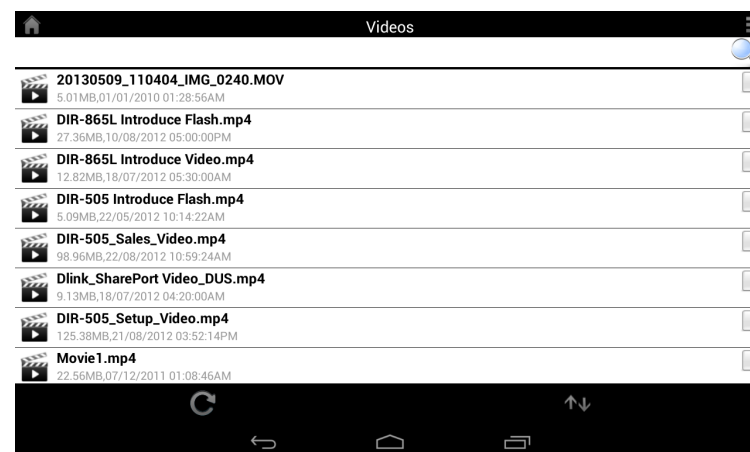 Videos
20130509_110404_IMG_0240.MOV
5.01MB,01/01/2010 01:28:56AM
DIR-865L Introduce Flash.mp4
27.36MB,10/08/2012 05:00:00PM
DIR-865L Introduce Video.mp4
12.82MB,18/07/2012 05:30:00AM
DIR-505 Introduce Flash.mp4
5.09MB,22/05/2012 10:14:22AM
DIR-505_Sales_Video.mp4
98.96MB,22/08/2012 10:59:24AM
Dlink_SharePort Video_DUS.mp4
9.13MB,18/07/2012 04:20:00AM
DIR-505_Setup_Video.mp4
125.38MB,21/08/2012 03:52:14PM
Movie1.mp4
22.56MB,07/12/2011 01:08:46AM